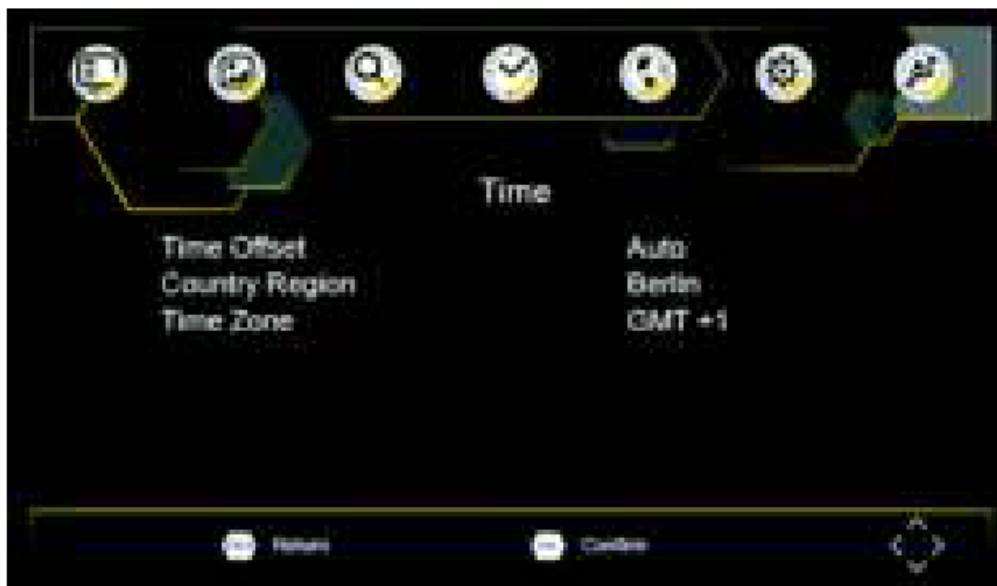 Time
Time Offset Auto
Country Region Berlin
Time Zone GMT +1
Return Confirm